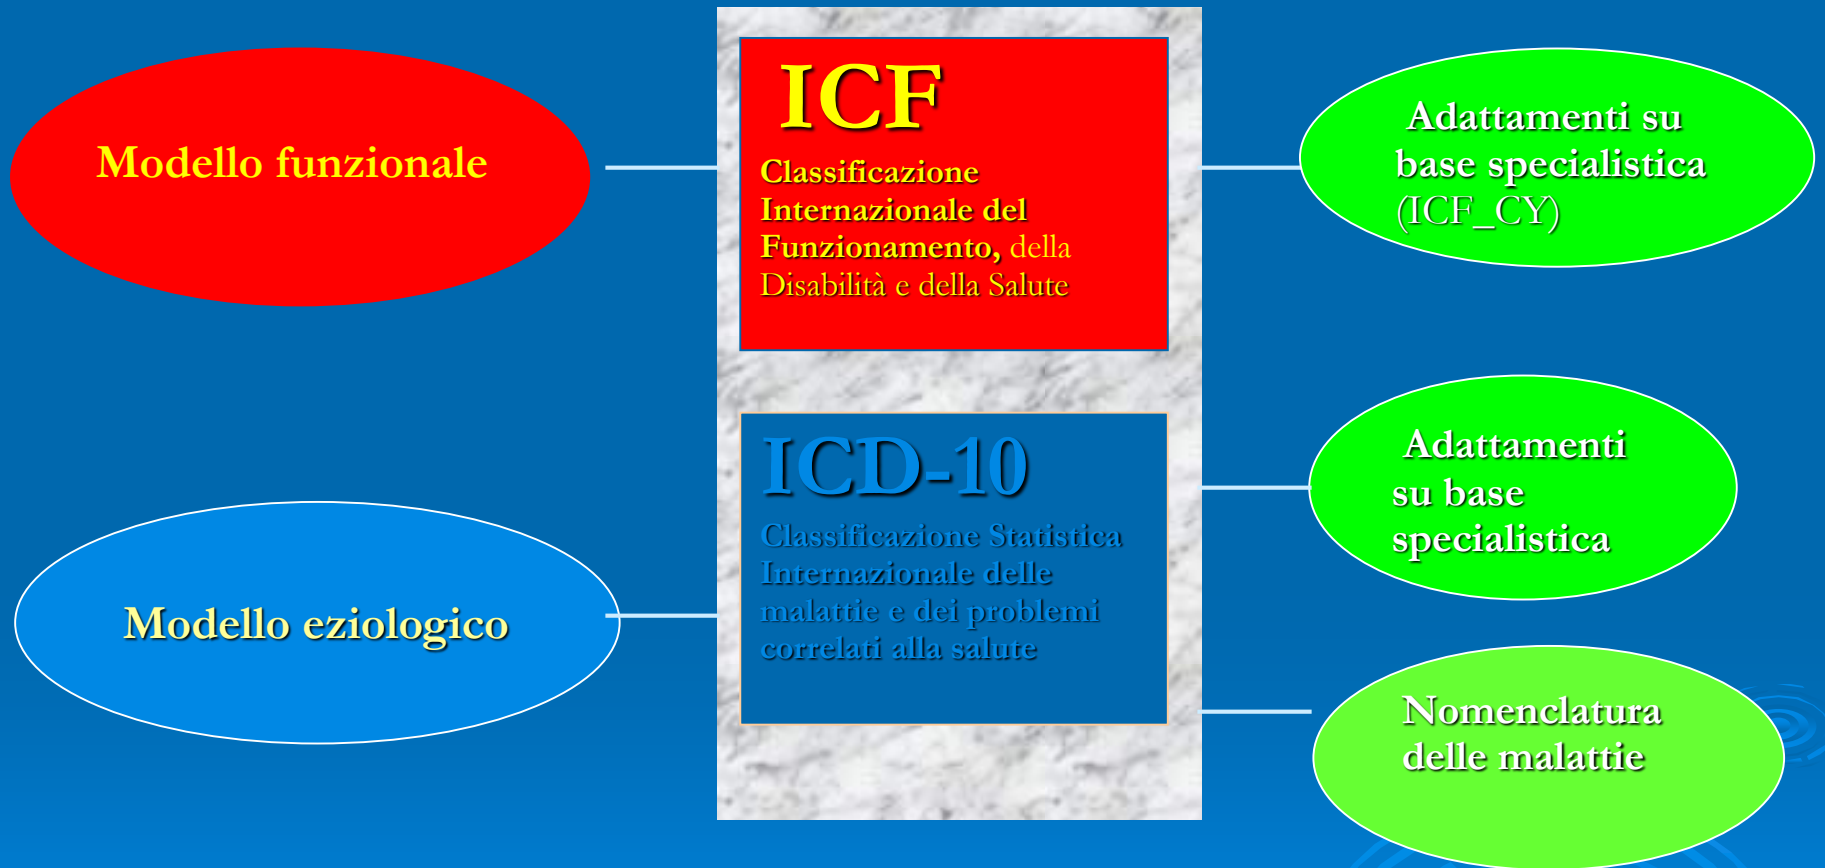 Modello funzionale
ICF
Classificazione
Internazionale del
Funzionamento, della
Disabilità e della Salute
Adattamenti su
base specialistica
(ICF_CY)
Modello eziologico
ICD-10
Classificazione Statistica
Internazionale delle
malattie e dei problemi
correlati alla salute
Adattamenti
su base
specialistica
Nomenclatura
delle malattie